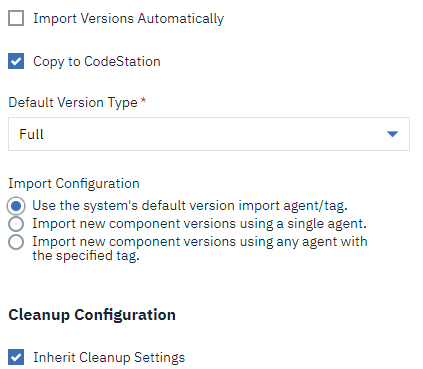 Import Versions Automatically
Copy to CodeStation
Default Version Type *
Full
Import Configuration
Use the system's default version import agent/tag.
Import new component versions using a single agent.
Import new component versions using any agent with
the specified tag.
Cleanup Configuration
Inherit Cleanup Settings